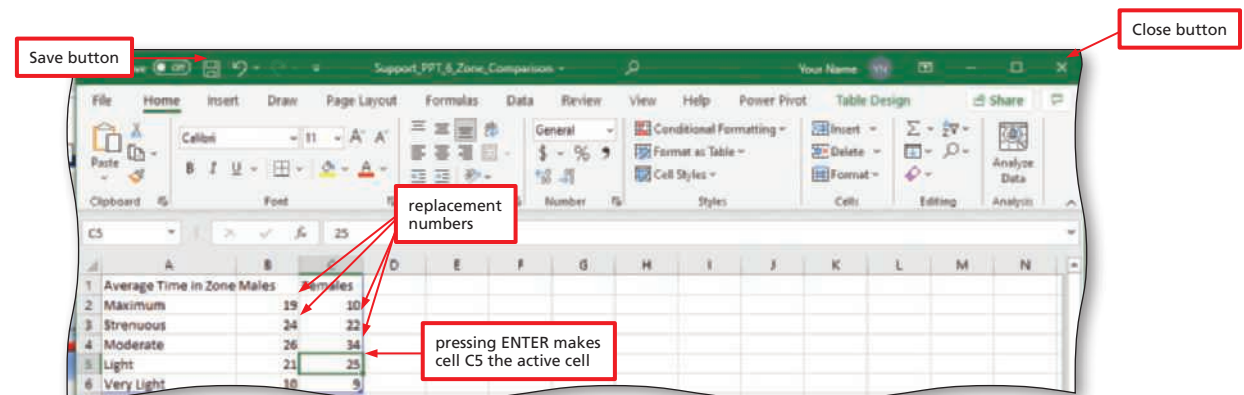 Close button
Save button
Off
Support_PPT_6_Zone_Comparison
Your Name
File Home Insert Draw Page Layout Formulas Data Review View Help Power Pivot Table Design Share
Calibri 11 General Conditional Formatting Insert
Paste B I U $ % Format as Table Delete
Cell Styles Format Analyze
Data
Clipboard Font Number Styles Cells Editing Analysis
replacement
numbers
C5 fx 25
A B D E F G H I J K L M N
1 Average Time in Zone Males Females
2 Maximum 19 10
3 Strenuous 24 22
4 Moderate 26 34
5 Light 21 25
6 Very Light 10 9
pressing ENTER makes
cell C5 the active cell